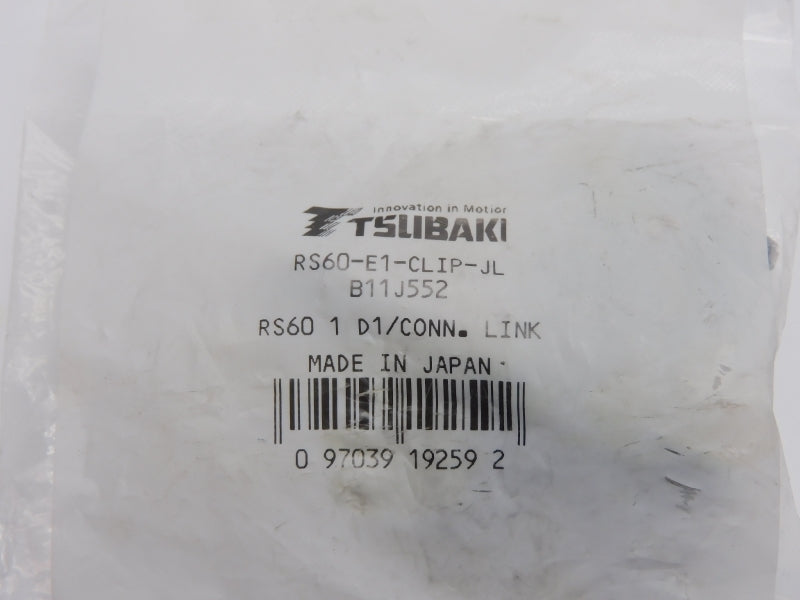 Innovation in Motion
TSUBAKI
RS60-E1-CLIP-JL
B11J552
RS60 1 D1/CONN. LINK
MADE IN JAPAN
0 97039 19259 2